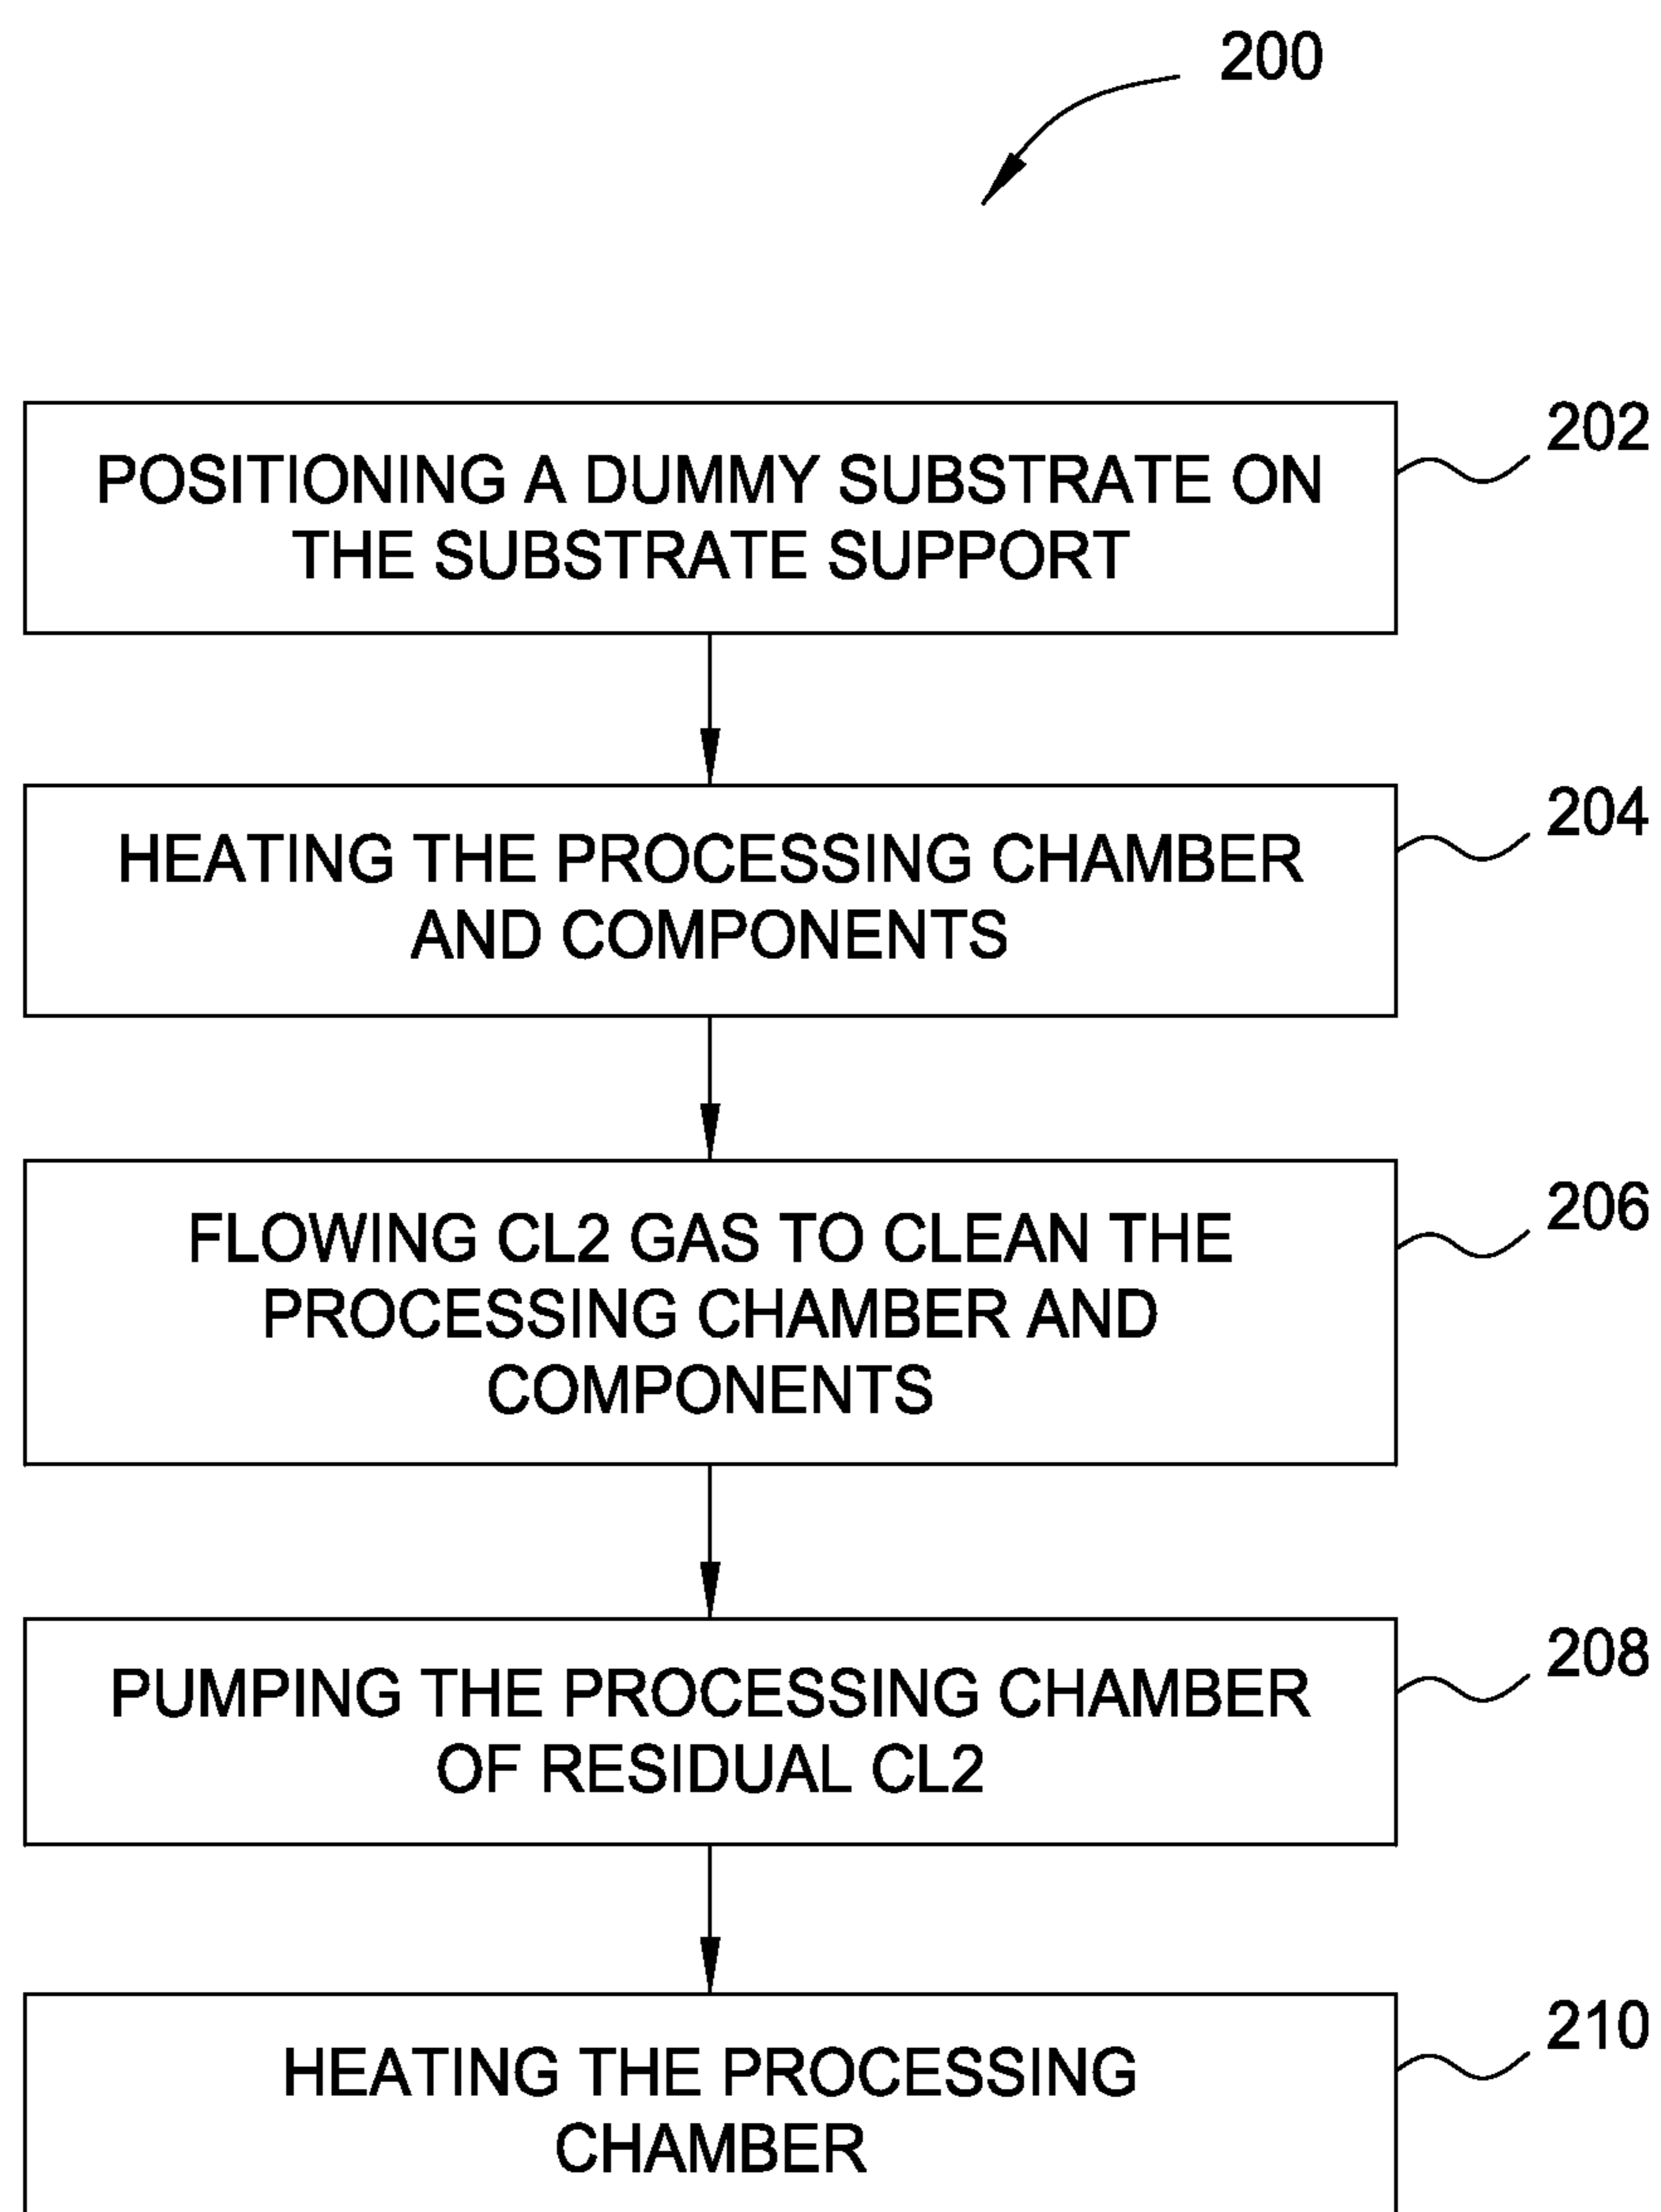 200
POSITIONING A DUMMY SUBSTRATE ON
THE SUBSTRATE SUPPORT
202
HEATING THE PROCESSING CHAMBER
AND COMPONENTS
204
FLOWING CL2 GAS TO CLEAN THE
PROCESSING CHAMBER AND
COMPONENTS
206
PUMPING THE PROCESSING CHAMBER
OF RESIDUAL CL2
208
HEATING THE PROCESSING
CHAMBER
210